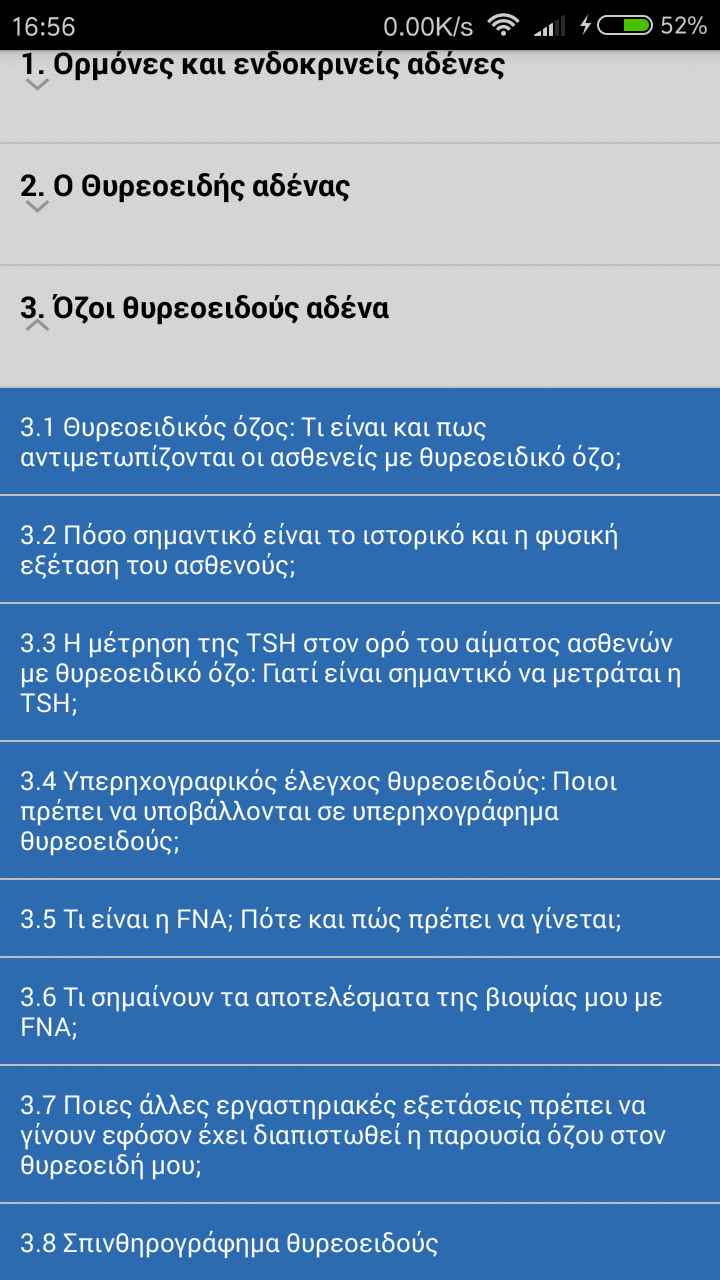 16:56 0.00K/s 52%
1. Ορμόνες και ενδοκρινείς αδένες
2. Ο Θυρεοειδής αδένας
3. Όζοι θυρεοειδούς αδένα
3.1 Θυρεοειδικός όζος: Τι είναι και πως
αντιμετωπίζονται οι ασθενείς με θυρεοειδικό όζο;
3.2 Πόσο σημαντικό είναι το ιστορικό και η φυσική
εξέταση του ασθενούς;
3.3 Η μέτρηση της TSH στον ορό του αίματος ασθενών
με θυρεοειδικό όζο: Γιατί είναι σημαντικό να μετράται η
TSH;
3.4 Υπερηχογραφικός έλεγχος θυρεοειδούς: Ποιοι
πρέπει να υποβάλλονται σε υπερηχογράφημα
θυρεοειδούς;
3.5 Τι είναι η FNA; Πότε και πώς πρέπει να γίνεται;
3.6 Τι σημαίνουν τα αποτελέσματα της βιοψίας μου με
FNA;
3.7 Ποιες άλλες εργαστηριακές εξετάσεις πρέπει να
γίνουν εφόσον έχει διαπιστωθεί η παρουσία όζου στον
θυρεοειδή μου;
3.8 Σπινθηρογράφημα θυρεοειδούς